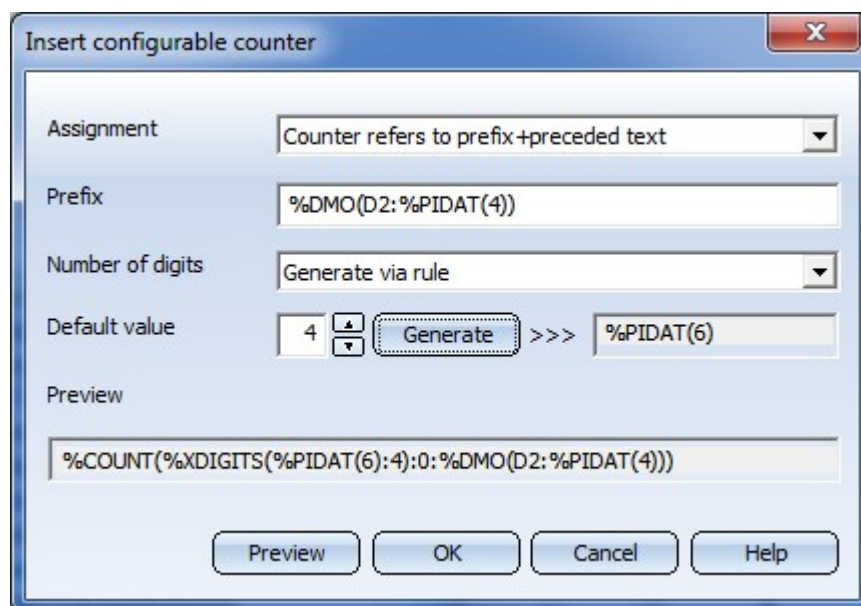 Insert configurable counter
Assignment
Counter refers to prefix+preceded text
Prefix
%DMO(D2:%PIDAT(4))
Number of digits
Generate via rule
Default value
4 Generate >>> %PIDAT(6)
Preview
%COUNT(%XDIGITS(%PIDAT(6):4):0:%DMO(D2:%PIDAT(4)))
Preview OK Cancel Help